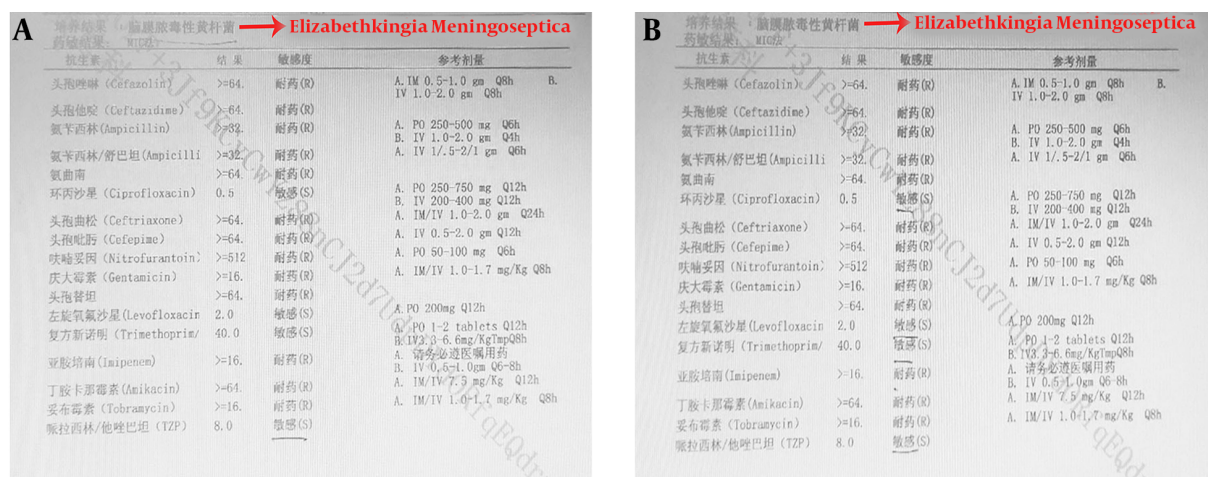 A
培养结果：脑膜脓毒性黄杆菌 Elizabethkingia Meningoseptica
药敏结果：MIC法
抗生素 结果 敏感度 参考剂量
头孢唑啉(Cefazolin) >=64. 耐药(R) A.IM 0.5-1.0 gm Q8h B.
IV 1.0-2.0 gm Q8h
头孢他啶(Ceftazidime) >=64. 耐药(R)
氨苄西林(Ampicillin) >=32. 耐药(R) A. PO 250-500 mg Q6h
B. IV 1.0-2.0 gm Q4h
氨苄西林/舒巴坦(Ampicilli >=32. 耐药(R) A. IV 1/.5-2/1 gm Q6h
氨曲南 >=64. 耐药(R)
环丙沙星(Ciprofloxacin) 0.5 敏感(S) A. PO 250-750 mg Q12h
B. IV 200-400 mg Q12h
头孢曲松(Ceftriaxone) >=64. 耐药(R) A. IM/IV 1.0-2.0 gm Q24h
头孢吡肟(Cefepime) >=64. 耐药(R) A. IV 0.5-2.0 gm Q12h
呋喃妥因(Nitrofurantoin) >=512 耐药(R) A. PO 50-100 mg Q6h
庆大霉素(Gentamicin) >=16. 耐药(R) A. IM/IV 1.0-1.7 mg/Kg Q8h
头孢替坦 >=64. 耐药(R)
左旋氧氟沙星(Levofloxacin 2.0 敏感(S) A.PO 200mg Q12h
复方新诺明(Trimethoprim/ 40.0 敏感(S) A. PO 1-2 tablets Q12h
B.IV3.3-6.6mg/KgTmpQ8h
亚胺培南(Imipenem) >=16. 耐药(R) A. 请务必遵医嘱用药
B. IV 0.5-1.0gm Q6-8h
丁胺卡那霉素(Amikacin) >=64. 耐药(R) A. IM/IV 7.5 mg/Kg Q12h
妥布霉素(Tobramycin) >=16. 耐药(R) A. IM/IV 1.0-1.7 mg/Kg Q8h
哌拉西林/他唑巴坦(TZP) 8.0 敏感(S)
B
培养结果：脑膜脓毒性黄杆菌 Elizabethkingia Meningoseptica
药敏结果：MIC法
抗生素 结果 敏感度 参考剂量
头孢唑啉(Cefazolin) >=64. 耐药(R) A.IM 0.5-1.0 gm Q8h B.
IV 1.0-2.0 gm Q8h
头孢他啶(Ceftazidime) >=64. 耐药(R)
氨苄西林(Ampicillin) >=32. 耐药(R) A. PO 250-500 mg Q6h
B. IV 1.0-2.0 gm Q4h
氨苄西林/舒巴坦(Ampicilli >=32. 耐药(R) A. IV 1/.5-2/1 gm Q6h
氨曲南 >=64. 耐药(R)
环丙沙星(Ciprofloxacin) 0.5 敏感(S) A. PO 250-750 mg Q12h
B. IV 200-400 mg Q12h
头孢曲松(Ceftriaxone) >=64. 耐药(R) A. IM/IV 1.0-2.0 gm Q24h
头孢吡肟(Cefepime) >=64. 耐药(R) A. IV 0.5-2.0 gm Q12h
呋喃妥因(Nitrofurantoin) >=512 耐药(R) A. PO 50-100 mg Q6h
庆大霉素(Gentamicin) >=16. 耐药(R) A. IM/IV 1.0-1.7 mg/Kg Q8h
头孢替坦 >=64. 耐药(R)
左旋氧氟沙星(Levofloxacin 2.0 敏感(S) A.PO 200mg Q12h
复方新诺明(Trimethoprim/ 40.0 敏感(S) A. PO 1-2 tablets Q12h
B.IV3.3-6.6mg/KgTmpQ8h
亚胺培南(Imipenem) >=16. 耐药(R) A. 请务必遵医嘱用药
B. IV 0.5-1.0gm Q6-8h
丁胺卡那霉素(Amikacin) >=64. 耐药(R) A. IM/IV 7.5 mg/Kg Q12h
妥布霉素(Tobramycin) >=16. 耐药(R) A. IM/IV 1.0-1.7 mg/Kg Q8h
哌拉西林/他唑巴坦(TZP) 8.0 敏感(S)